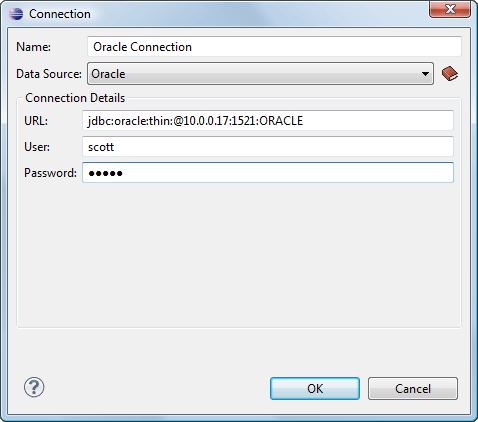 Connection
Name: Oracle Connection
Data Source: Oracle
Connection Details
URL: jdbc:oracle:thin:@10.0.0.17:1521:ORACLE
User: scott
Password: ●●●●●
?
OK Cancel